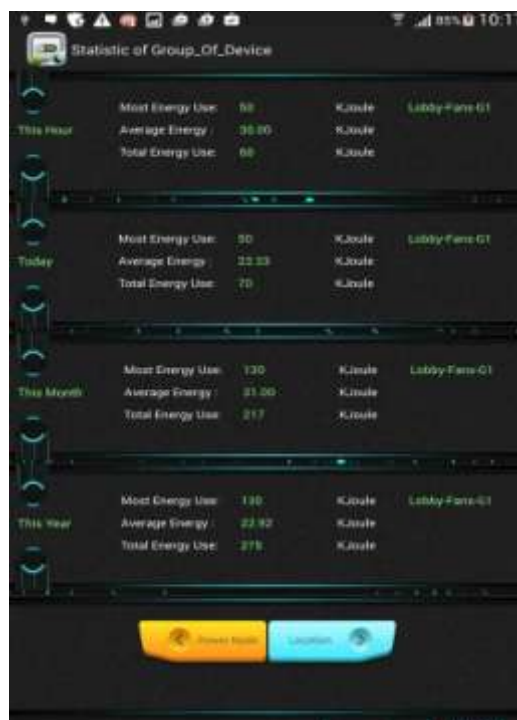 85% 10:1
Statistic of Group_Of_Device
Most Energy Use: 50 KJoule Lobby-Fans-G1
This Hour Average Energy : 30.00 KJoule
Total Energy Use: 60 KJoule
Most Energy Use: 50 KJoule Lobby-Fans-G1
Today Average Energy : 23.33 KJoule
Total Energy Use: 70 KJoule
Most Energy Use: 130 KJoule Lobby-Fans-G1
This Month Average Energy : 31.00 KJoule
Total Energy Use: 217 KJoule
Most Energy Use: 130 KJoule Lobby-Fans-G1
This Year Average Energy : 22.92 KJoule
Total Energy Use: 275 KJoule
Power Node Location